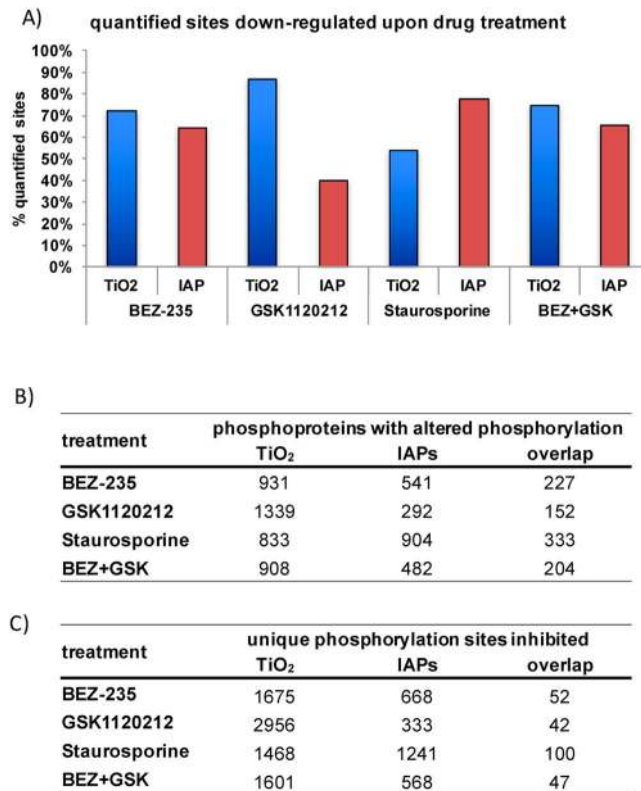 A)
quantified sites down-regulated upon drug treatment
% quantified sites
100%
90%
80%
70%
60%
50%
40%
30%
20%
10%
0%
TiO2 IAP TiO2 IAP TiO2 IAP TiO2 IAP
BEZ-235 GSK1120212 Staurosporine BEZ+GSK
B)
treatment phosphoproteins with altered phosphorylation
TiO₂ IAPs overlap
BEZ-235 931 541 227
GSK1120212 1339 292 152
Staurosporine 833 904 333
BEZ+GSK 908 482 204
C)
treatment unique phosphorylation sites inhibited
TiO₂ IAPs overlap
BEZ-235 1675 668 52
GSK1120212 2956 333 42
Staurosporine 1468 1241 100
BEZ+GSK 1601 568 47